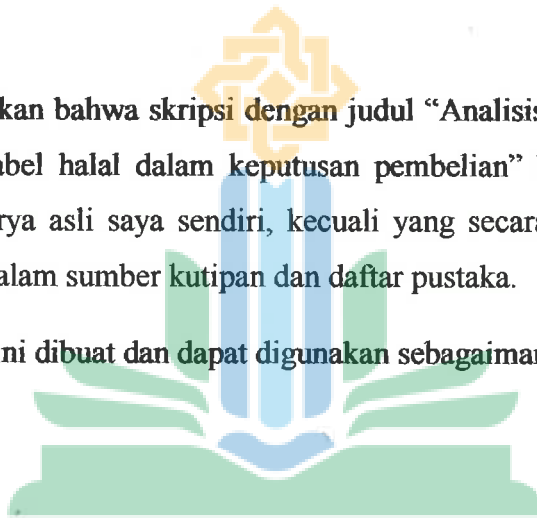 kan bahwa skripsi dengan judul “Analisis
abel halal dalam keputusan pembelian”
rya asli saya sendiri, kecuali yang secara
alam sumber kutipan dan daftar pustaka.
ni dibuat dan dapat digunakan sebagaiman